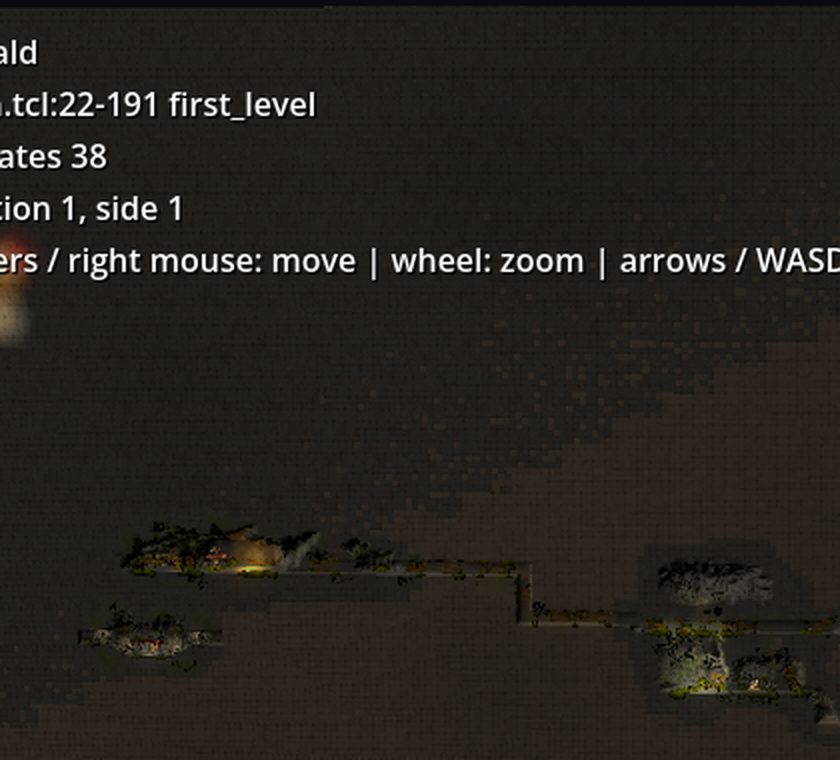 ald
.tcl:22-191 first_level
ates 38
tion 1, side 1
ers / right mouse: move | wheel: zoom | arrows / WASD